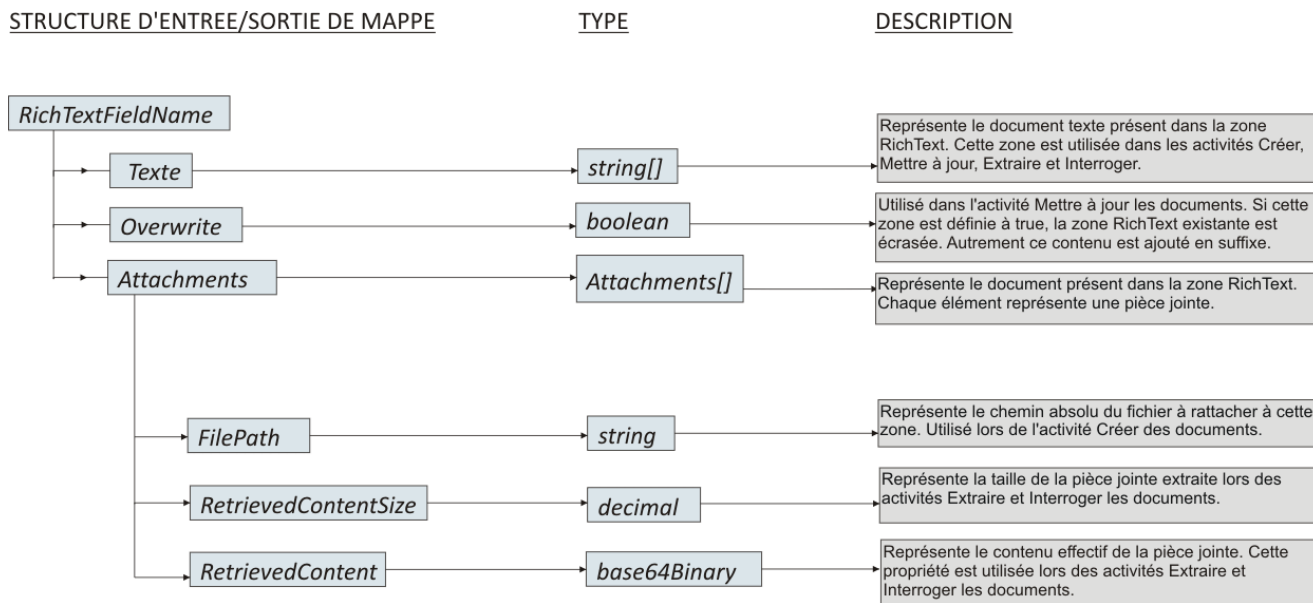 STRUCTURE D'ENTREE/SORTIE DE MAPPE
TYPE
DESCRIPTION
RichTextFieldName
Texte
string[]
Représente le document texte présent dans la zone
RichText. Cette zone est utilisée dans les activités Créer,
Mettre à jour, Extraire et Interroger.
Overwrite
boolean
Utilisé dans l'activité Mettre à jour les documents. Si cette
zone est définie à true, la zone RichText existante est
écrasée. Autrement ce contenu est ajouté en suffixe.
Attachments
Attachments[]
Représente le document présent dans la zone RichText.
Chaque élément représente une pièce jointe.
FilePath
string
Représente le chemin absolu du fichier à rattacher à cette
zone. Utilisé lors de l'activité Créer des documents.
RetrievedContentSize
decimal
Représente la taille de la pièce jointe extraite lors des
activités Extraire et Interroger les documents.
RetrievedContent
base64Binary
Représente le contenu effectif de la pièce jointe. Cette
propriété est utilisée lors des activités Extraire et
Interroger les documents.